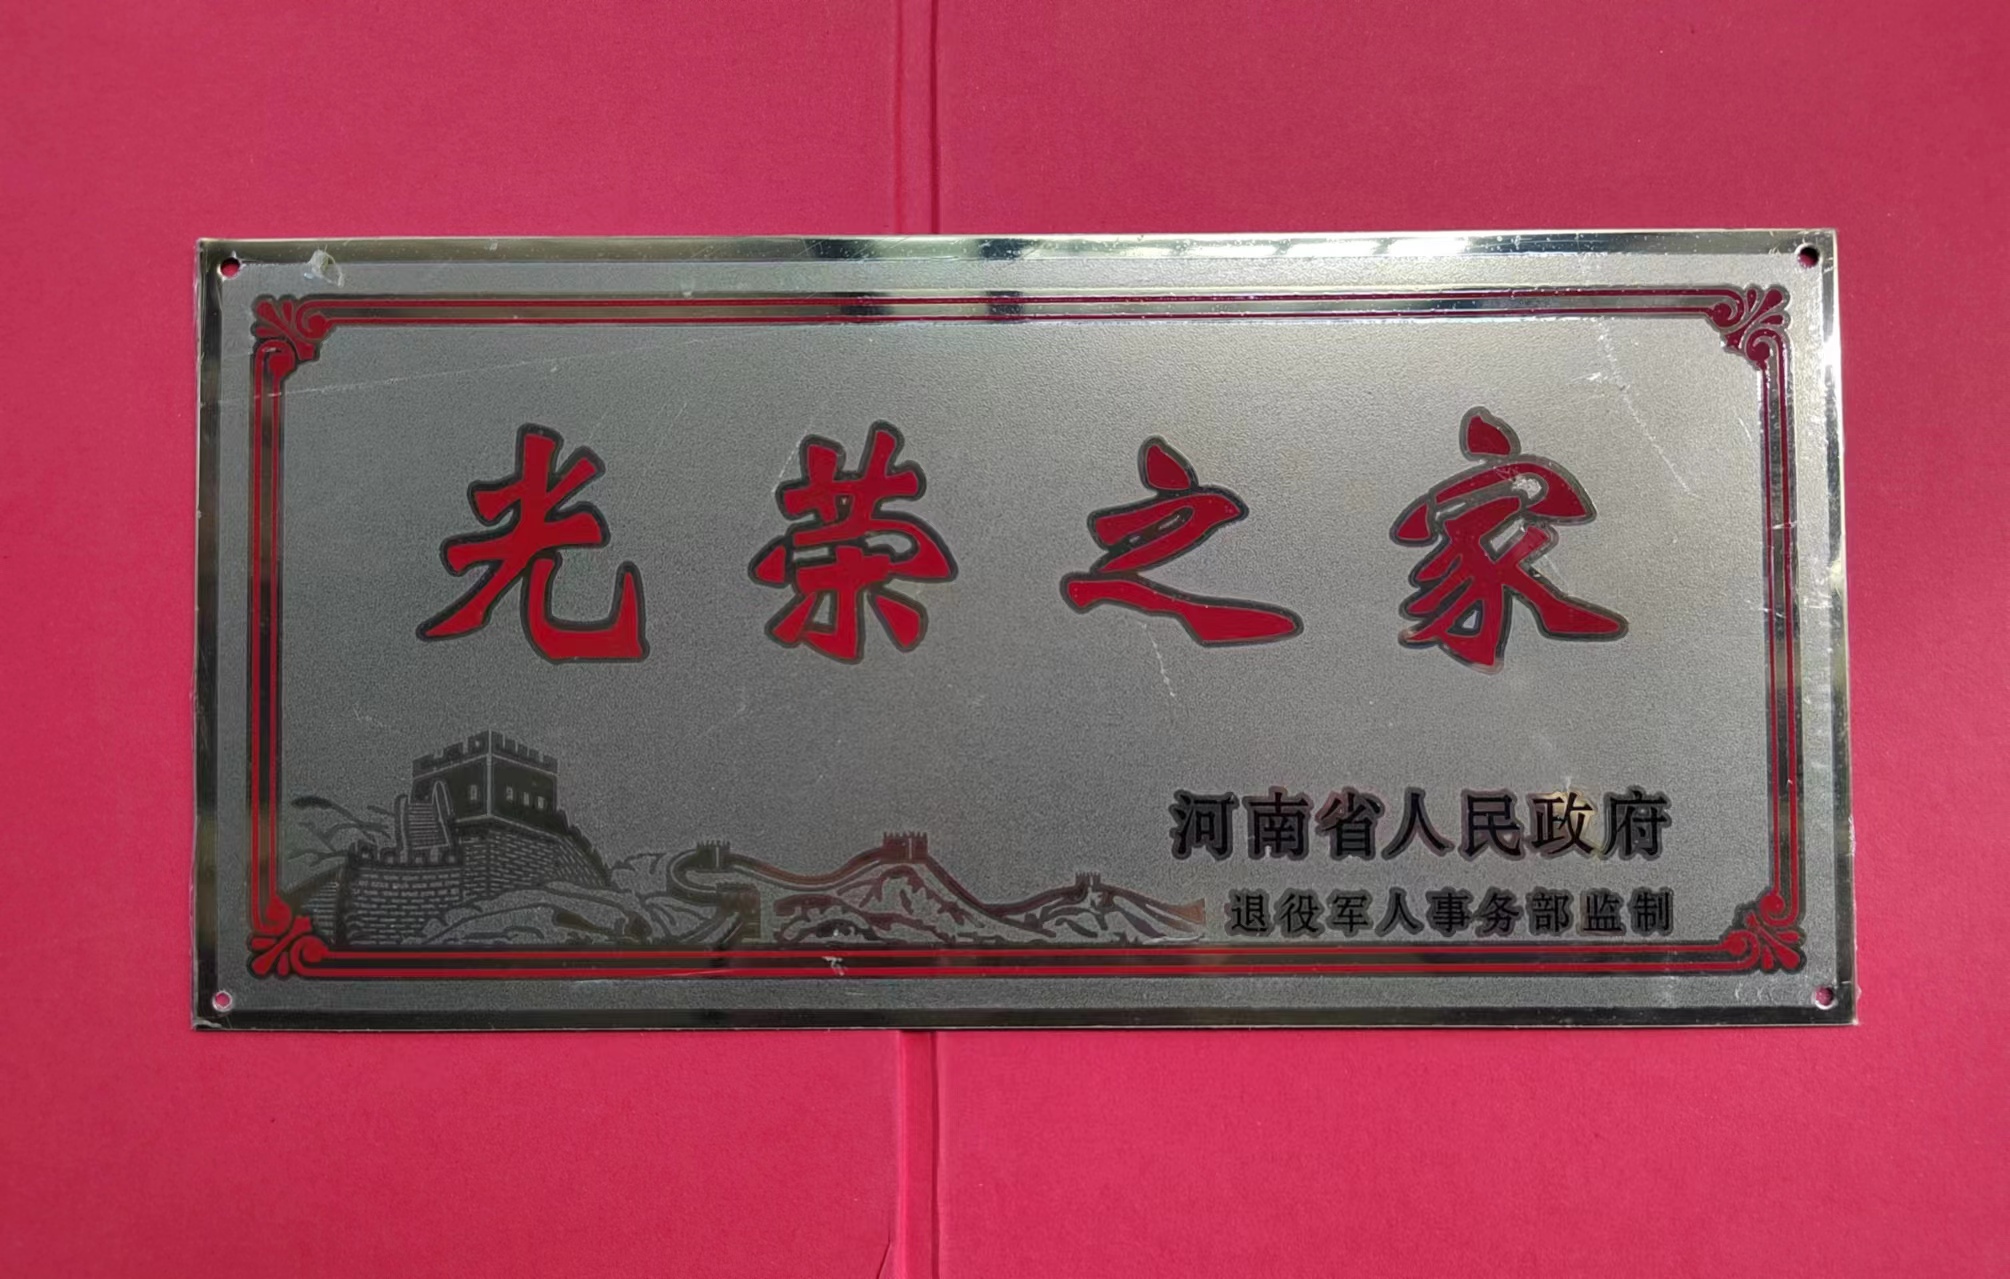 光荣之家
河南省人民政府
退役军人事务部监制